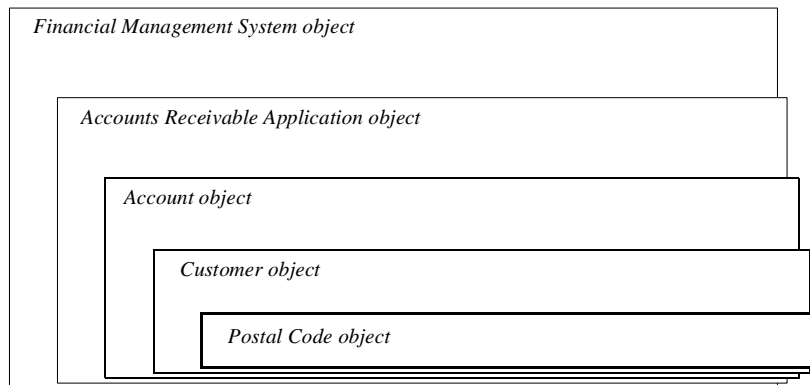 Financial Management System object
Accounts Receivable Application object
Account object
Customer object
Postal Code object